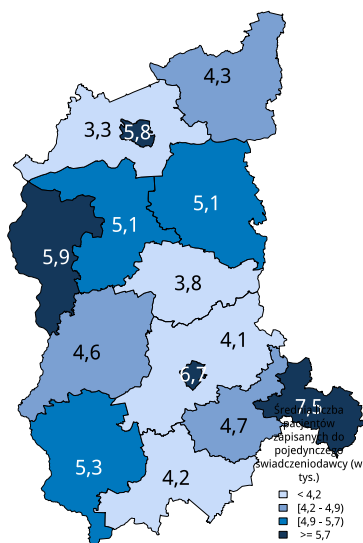 4,3
3,3
5,8
5,1
5,1
5,9
3,8
4,1
4,6
6,7
7,5
4,7
5,3
4,2
Średnia liczba
pacjentów
zapisanych do
pojedynczego
świadczeniodawcy (w
tys.)
< 4,2
[4,2 - 4,9)
[4,9 - 5,7)
>= 5,7